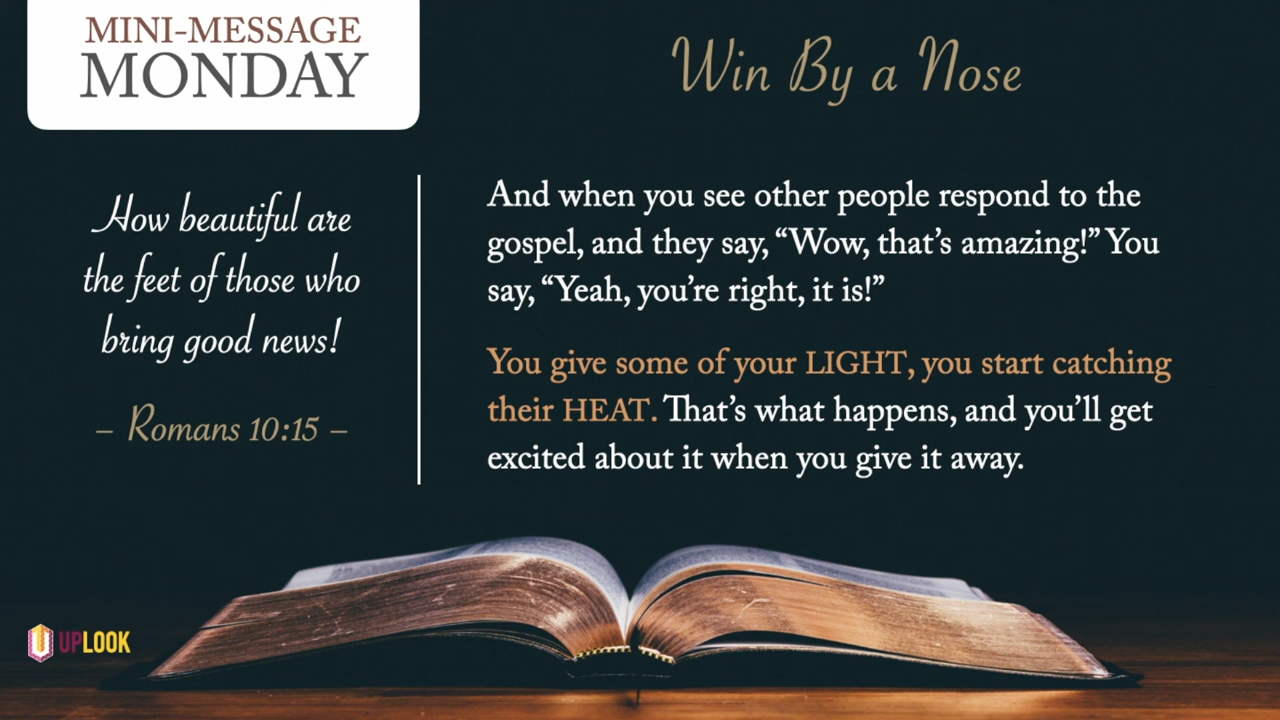 MINI-MESSAGE
MONDAY
Win By a Nose
How beautiful are
the feet of those who
bring good news!
– Romans 10:15 –
And when you see other people respond to the
gospel, and they say, “Wow, that’s amazing!” You
say, “Yeah, you’re right, it is!”
You give some of your LIGHT, you start catching
their HEAT. That’s what happens, and you’ll get
excited about it when you give it away.
UPLOOK